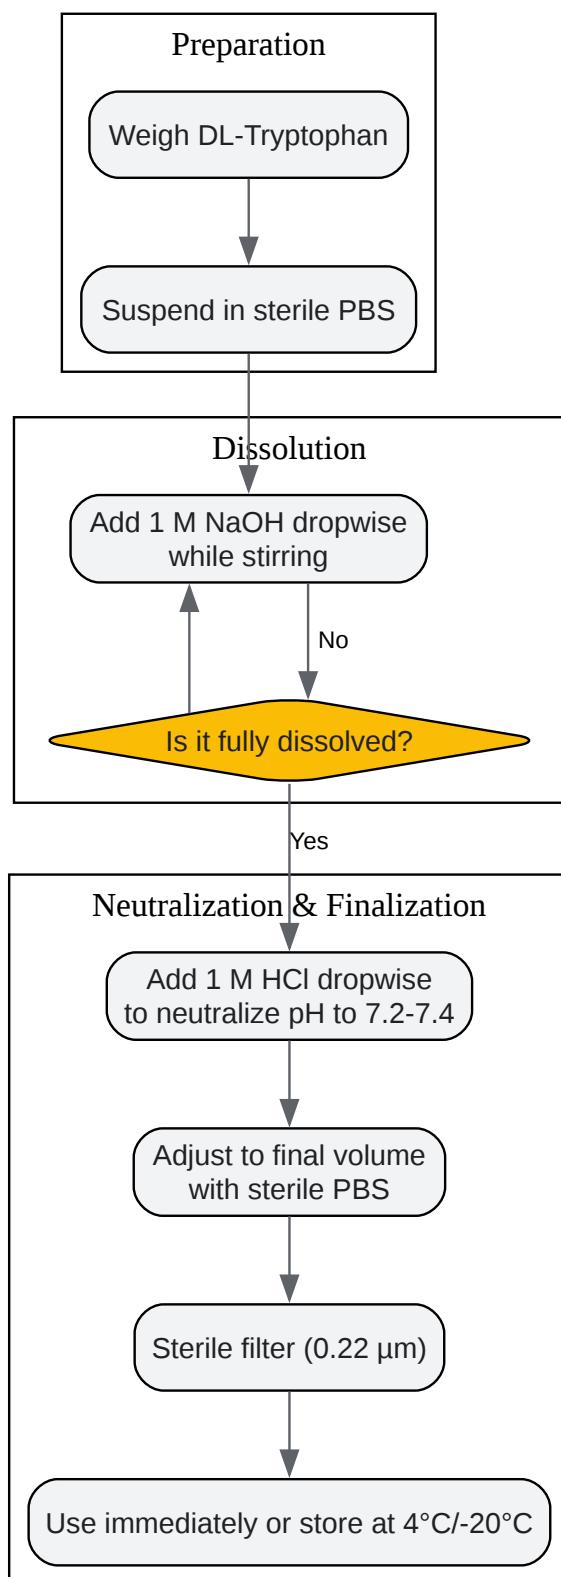 Preparation
Weigh DL-Tryptophan
Suspend in sterile PBS
Dissolution
Add 1 M NaOH dropwise
while stirring
No
Is it fully dissolved?
Yes
Neutralization & Finalization
Add 1 M HCl dropwise
to neutralize pH to 7.2-7.4
Adjust to final volume
with sterile PBS
Sterile filter (0.22 µm)
Use immediately or store at 4°C/-20°C